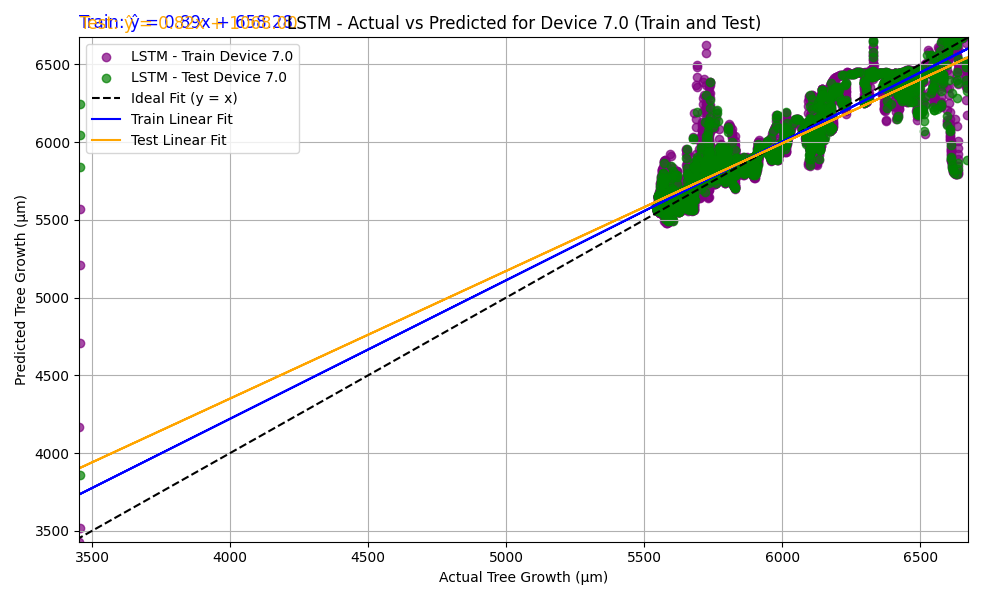 Train: ŷ = 0.89x + 658.28
LSTM - Actual vs Predicted for Device 7.0 (Train and Test)
LSTM - Train Device 7.0
LSTM - Test Device 7.0
Ideal Fit (y = x)
Train Linear Fit
Test Linear Fit
Predicted Tree Growth (µm)
6500
6000
5500
5000
4500
4000
3500
3500 4000 4500 5000 5500 6000 6500
Actual Tree Growth (µm)